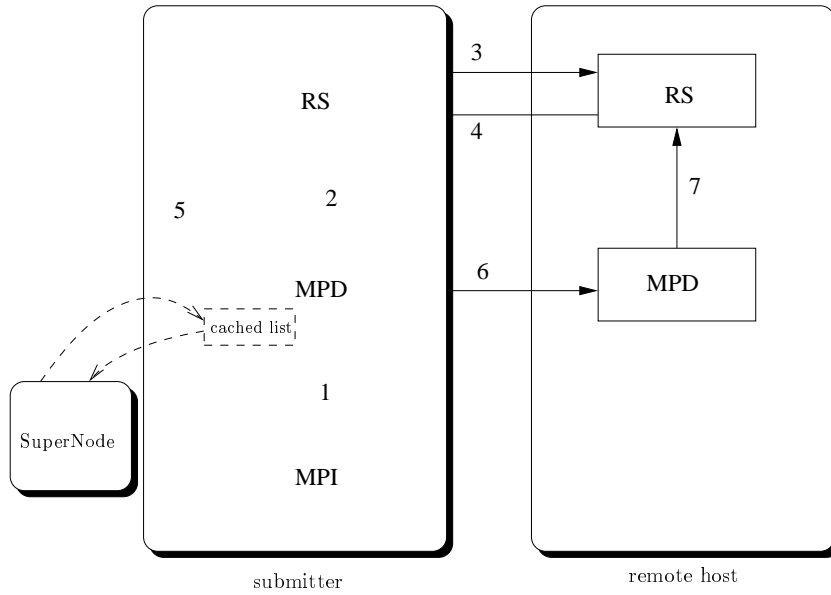 3
RS
RS
4
7
5
2
6
MPD
MPD
cached list
1
SuperNode
MPI
submitter
remote host